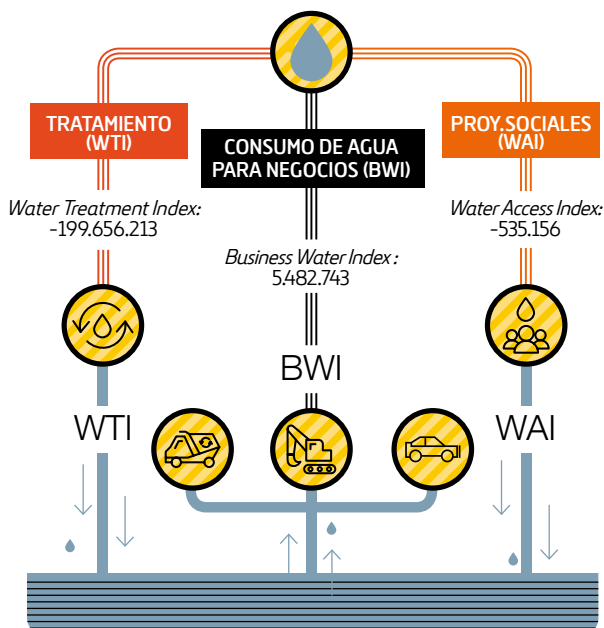 TRATAMIENTO
(WTI)
Water Treatment Index:
-199.656.213
WTI
CONSUMO DE AGUA
PARA NEGOCIOS (BWI)
Business Water Index :
5.482.743
BWI
PROY.SOCIALES
(WAI)
Water Access Index:
-535.156
WAI